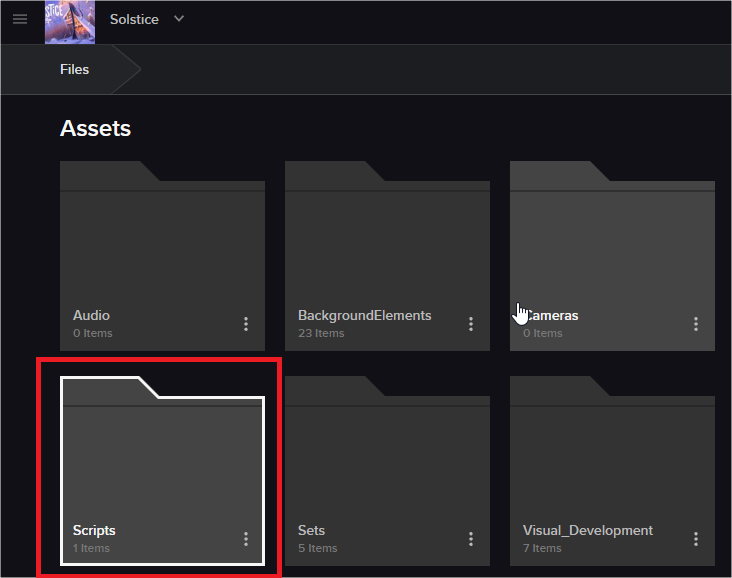 Solstice
Files
Assets
Audio
0 Items
BackgroundElements
23 Items
Cameras
0 Items
Scripts
1 Items
Sets
5 Items
Visual_Development
7 Items